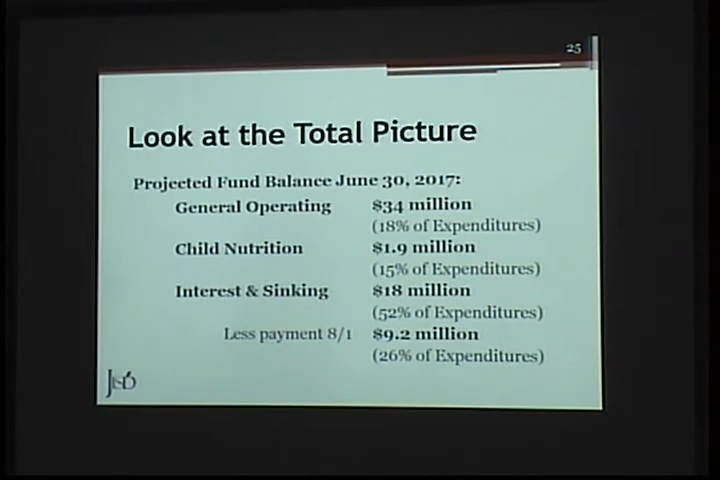 25
Look at the Total Picture
Projected Fund Balance June 30, 2017:
General Operating $34 million
(18% of Expenditures)
Child Nutrition $1.9 million
(15% of Expenditures)
Interest & Sinking $18 million
(52% of Expenditures)
Less payment 8/1 $9.2 million
(26% of Expenditures)
JISD